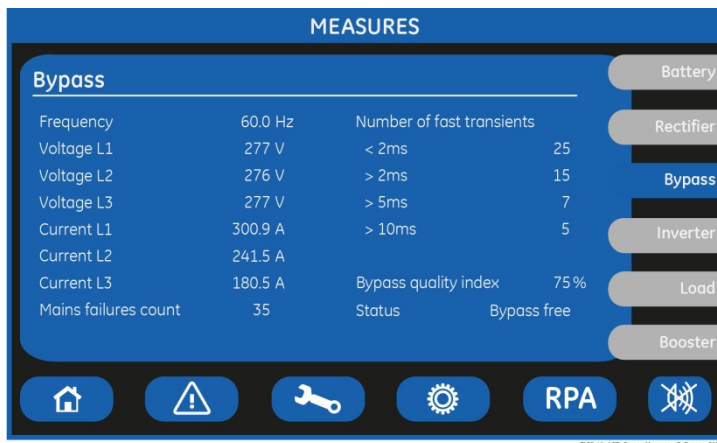 MEASURES
Bypass
Frequency 60.0 Hz
Voltage L1 277 V
Voltage L2 276 V
Voltage L3 277 V
Current L1 300.9 A
Current L2 241.5 A
Current L3 180.5 A
Mains failures count 35
Number of fast transients
< 2ms 25
> 2ms 15
> 5ms 7
> 10ms 5
Bypass quality index 75 %
Status Bypass free
Battery
Rectifier
Bypass
Inverter
Load
Booster
RPA